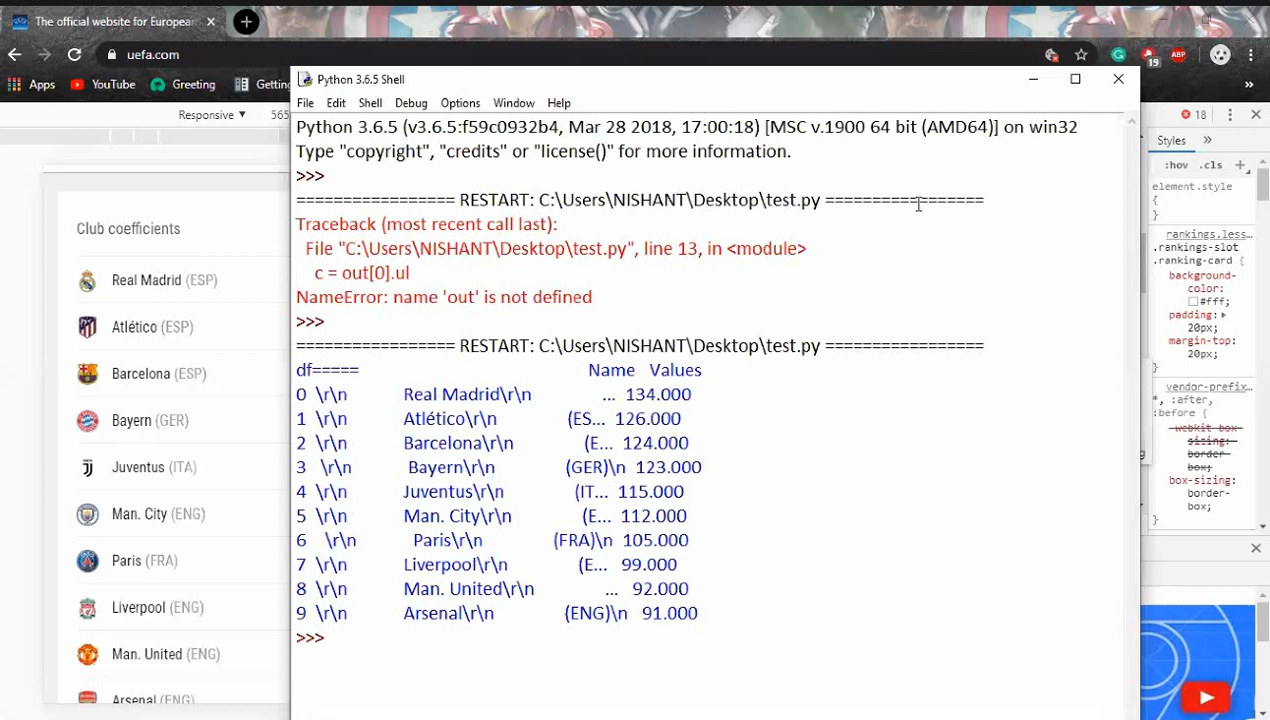 The official website for European
uefa.com
19
ABP
Apps
YouTube
Greeting
Getting
»
Responsive
565
18
Styles
»
:hov .cls +
element.style
{
}
rankings.less…
.rankings-slot
.ranking-card {
background-
color:
#fff;
padding:
20px;
margin-top:
20px;
}
vendor-prefix…
*, :after,
:before {
-webkit-box-
sizing:
border-
box;
box-sizing:
border-
box;
}
Club coefficients
Real Madrid (ESP)
Atlético (ESP)
Barcelona (ESP)
Bayern (GER)
Juventus (ITA)
Man. City (ENG)
Paris (FRA)
Liverpool (ENG)
Man. United (ENG)
Arsenal (ENG)
Python 3.6.5 Shell
File Edit Shell Debug Options Window Help
Python 3.6.5 (v3.6.5:f59c0932b4, Mar 28 2018, 17:00:18) [MSC v.1900 64 bit (AMD64)] on win32
Type "copyright", "credits" or "license()" for more information.
>>>
================= RESTART: C:\Users\NISHANT\Desktop\test.py =================
Traceback (most recent call last):
File "C:\Users\NISHANT\Desktop\test.py", line 13, in <module>
c = out[0].ul
NameError: name 'out' is not defined
>>>
================= RESTART: C:\Users\NISHANT\Desktop\test.py =================
df===== Name Values
0 \r\n Real Madrid\r\n ... 134.000
1 \r\n Atlético\r\n (ES... 126.000
2 \r\n Barcelona\r\n (E... 124.000
3 \r\n Bayern\r\n (GER)\n 123.000
4 \r\n Juventus\r\n (IT... 115.000
5 \r\n Man. City\r\n (E... 112.000
6 \r\n Paris\r\n (FRA)\n 105.000
7 \r\n Liverpool\r\n (E... 99.000
8 \r\n Man. United\r\n ... 92.000
9 \r\n Arsenal\r\n (ENG)\n 91.000
>>>